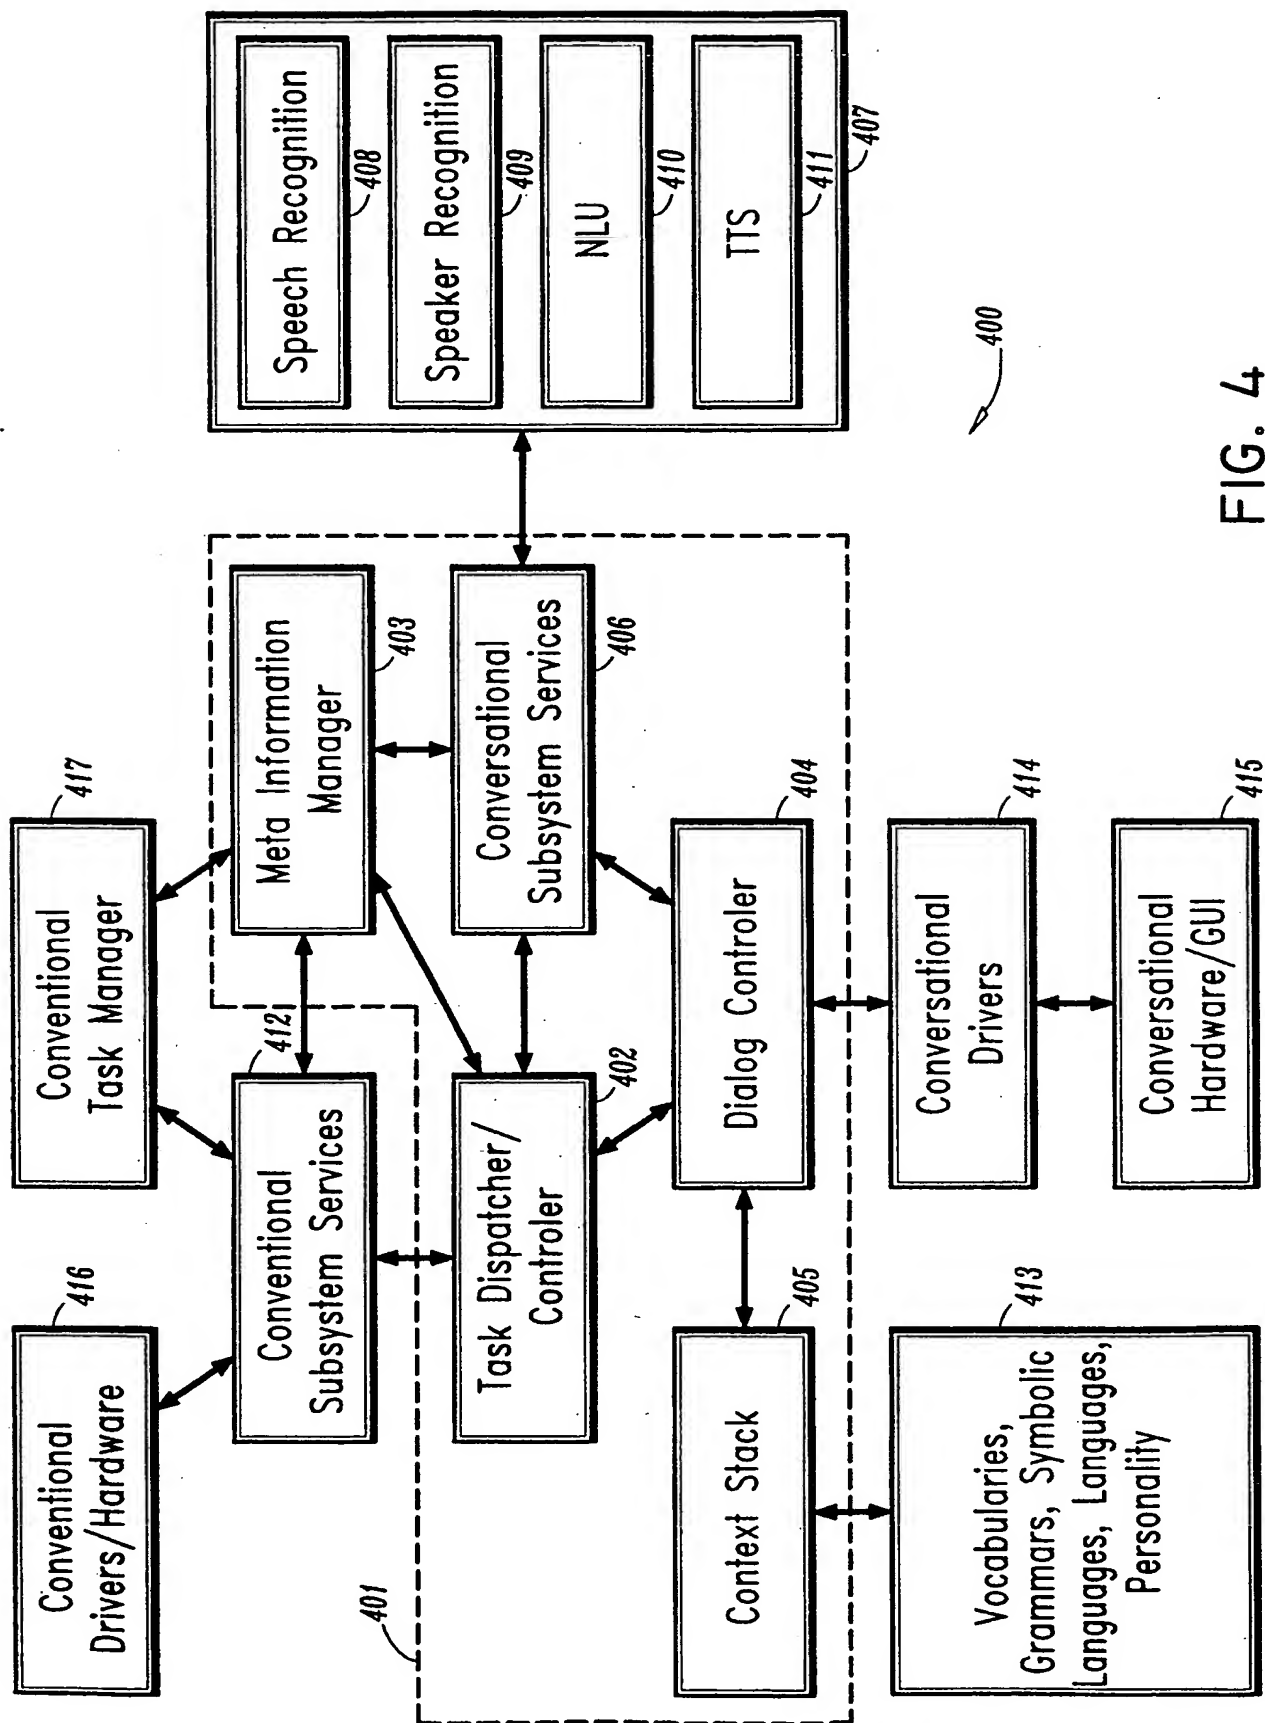 Conventional
Drivers/Hardware
416
Conventional
Task Manager
417
Conventional
Subsystem Services
412
Meta Information
Manager
403
401
Task Dispatcher/
Controler
402
Conversational
Subsystem Services
406
Speech Recognition
408
Speaker Recognition
409
NLU
410
TTS
411
407
Context Stack
405
Dialog Controler
404
Vocabularies,
Grammars, Symbolic
Languages, Languages,
Personality
413
Conversational
Drivers
414
Conversational
Hardware/GUI
415
400
FIG. 4